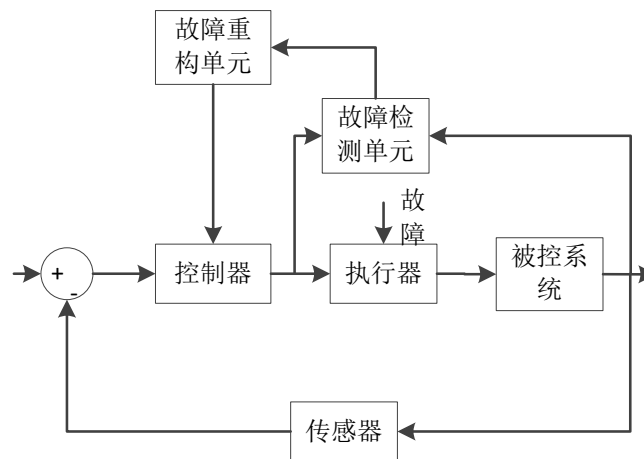 故障重
构单元
故障检
测单元
故
障
+
-
控制器
执行器
被控系
统
传感器